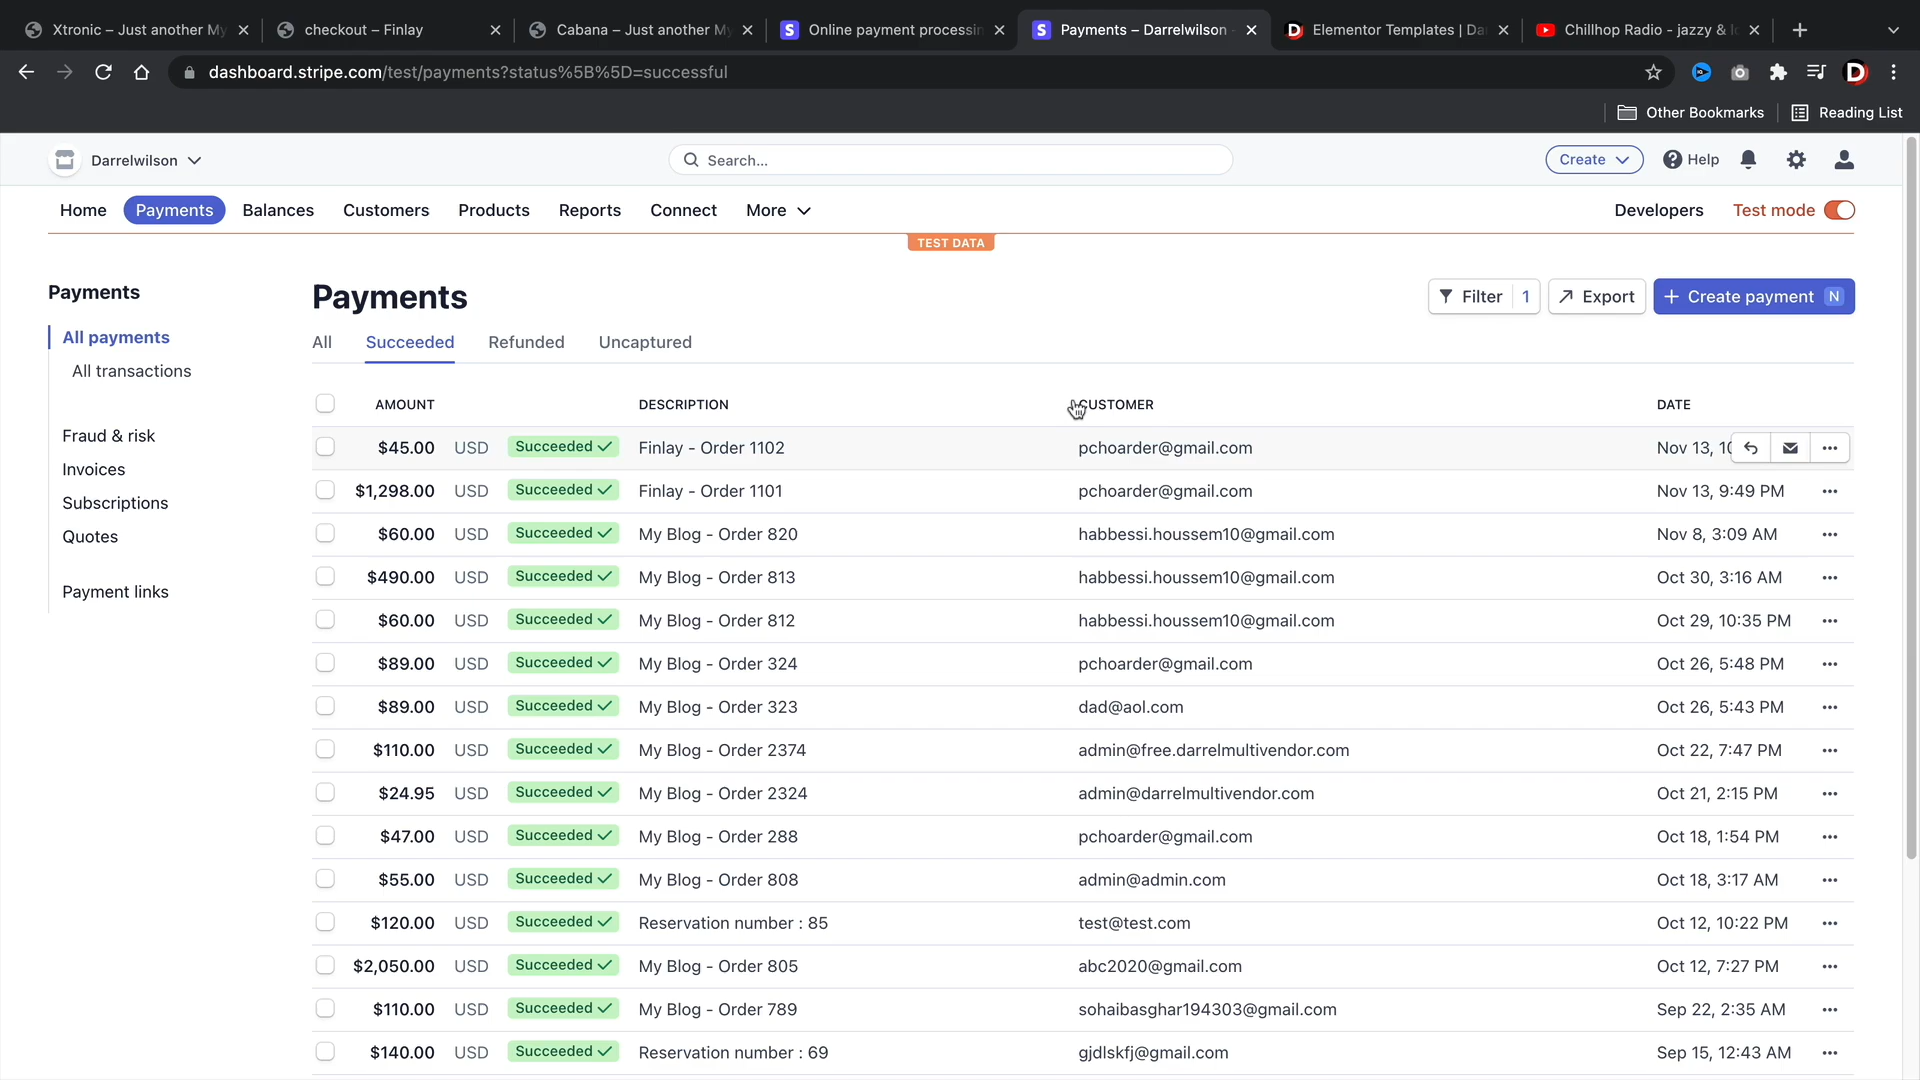 Xtronic – Just another My
checkout – Finlay
Cabana – Just another My
Online payment processin
Payments – Darrelwilson
Elementor Templates | Da
Chillhop Radio - jazzy & lo
dashboard.stripe.com/test/payments?status%5B%5D=successful
Other Bookmarks
Reading List
Darrelwilson
Search...
Create
Help
Home
Payments
Balances
Customers
Products
Reports
Connect
More
Developers
Test mode
TEST DATA
Payments
All payments
All transactions
Fraud & risk
Invoices
Subscriptions
Quotes
Payment links
Payments
Filter 1
Export
Create payment N
All
Succeeded
Refunded
Uncaptured
AMOUNT DESCRIPTION CUSTOMER DATE
$45.00 USD Succeeded Finlay - Order 1102 pchoarder@gmail.com Nov 13, 10
$1,298.00 USD Succeeded Finlay - Order 1101 pchoarder@gmail.com Nov 13, 9:49 PM
$60.00 USD Succeeded My Blog - Order 820 habbessi.houssem10@gmail.com Nov 8, 3:09 AM
$490.00 USD Succeeded My Blog - Order 813 habbessi.houssem10@gmail.com Oct 30, 3:16 AM
$60.00 USD Succeeded My Blog - Order 812 habbessi.houssem10@gmail.com Oct 29, 10:35 PM
$89.00 USD Succeeded My Blog - Order 324 pchoarder@gmail.com Oct 26, 5:48 PM
$89.00 USD Succeeded My Blog - Order 323 dad@aol.com Oct 26, 5:43 PM
$110.00 USD Succeeded My Blog - Order 2374 admin@free.darrelmultivendor.com Oct 22, 7:47 PM
$24.95 USD Succeeded My Blog - Order 2324 admin@darrelmultivendor.com Oct 21, 2:15 PM
$47.00 USD Succeeded My Blog - Order 288 pchoarder@gmail.com Oct 18, 1:54 PM
$55.00 USD Succeeded My Blog - Order 808 admin@admin.com Oct 18, 3:17 AM
$120.00 USD Succeeded Reservation number : 85 test@test.com Oct 12, 10:22 PM
$2,050.00 USD Succeeded My Blog - Order 805 abc2020@gmail.com Oct 12, 7:27 PM
$110.00 USD Succeeded My Blog - Order 789 sohaibasghar194303@gmail.com Sep 22, 2:35 AM
$140.00 USD Succeeded Reservation number : 69 gjdlskfj@gmail.com Sep 15, 12:43 AM